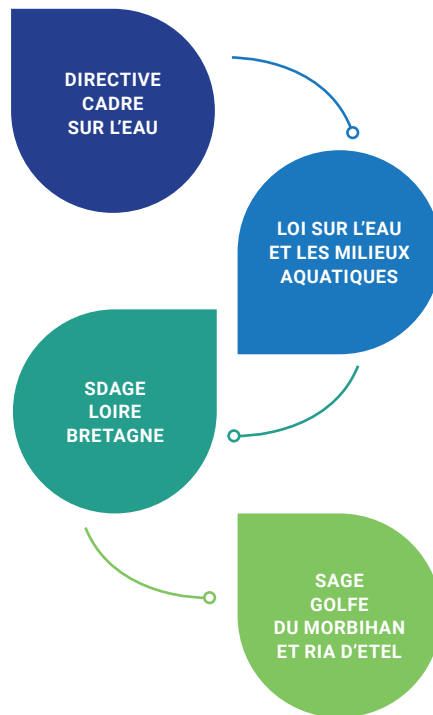 DIRECTIVE
CADRE
SUR L'EAU
LOI SUR L'EAU
ET LES MILIEUX
AQUATIQUES
SDAGE
LOIRE
BRETAGNE
SAGE
GOLFE
DU MORBIHAN
ET RIA D'ETEL